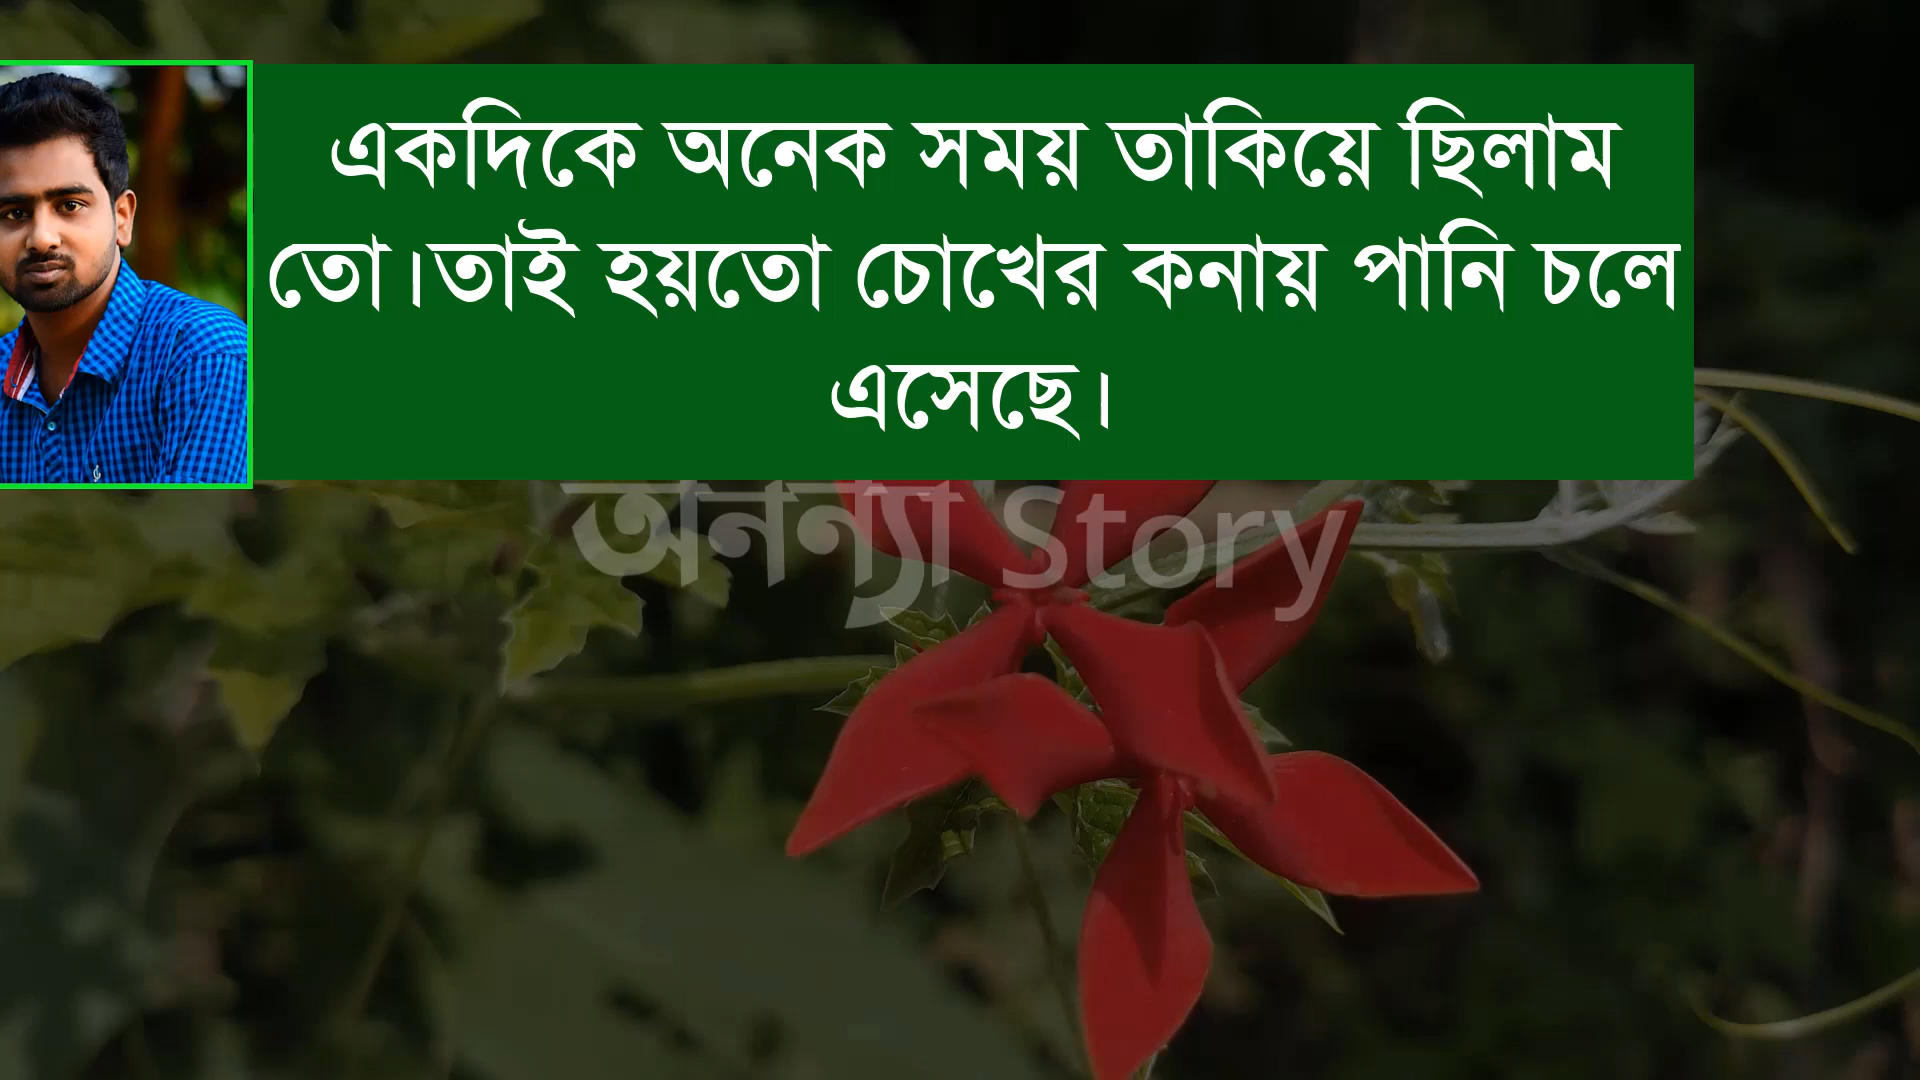 একদিকে অনেক সময় তাকিয়ে ছিলাম
তো।তাই হয়তো চোখের কনায় পানি চলে
এসেছে।
অনন্যা Story